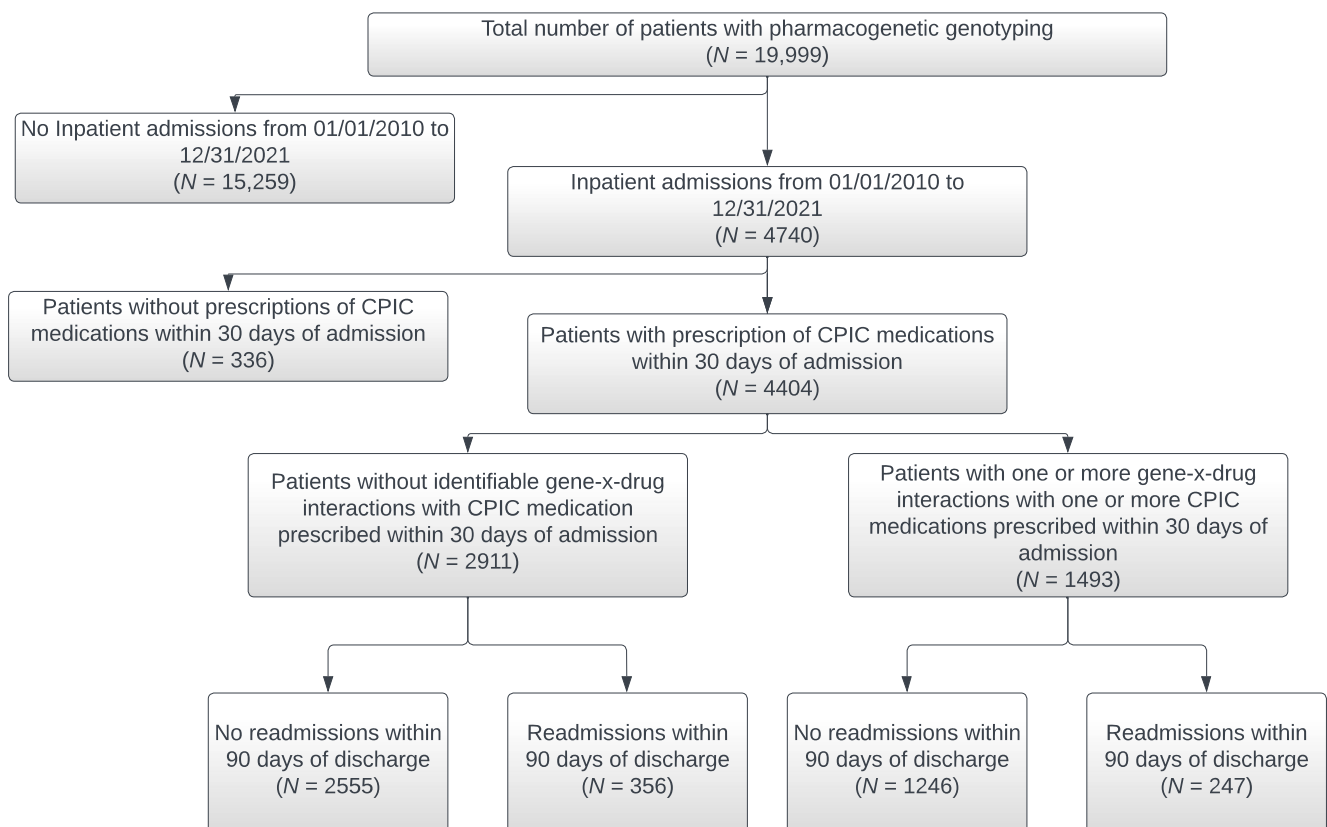 Total number of patients with pharmacogenetic genotyping
(N = 19,999)
No Inpatient admissions from 01/01/2010 to
12/31/2021
(N = 15,259)
Inpatient admissions from 01/01/2010 to
12/31/2021
(N = 4740)
Patients without prescriptions of CPIC
medications within 30 days of admission
(N = 336)
Patients with prescription of CPIC medications
within 30 days of admission
(N = 4404)
Patients without identifiable gene-x-drug
interactions with CPIC medication
prescribed within 30 days of admission
(N = 2911)
Patients with one or more gene-x-drug
interactions with one or more CPIC
medications prescribed within 30 days of
admission
(N = 1493)
No readmissions within
90 days of discharge
(N = 2555)
Readmissions within
90 days of discharge
(N = 356)
No readmissions within
90 days of discharge
(N = 1246)
Readmissions within
90 days of discharge
(N = 247)